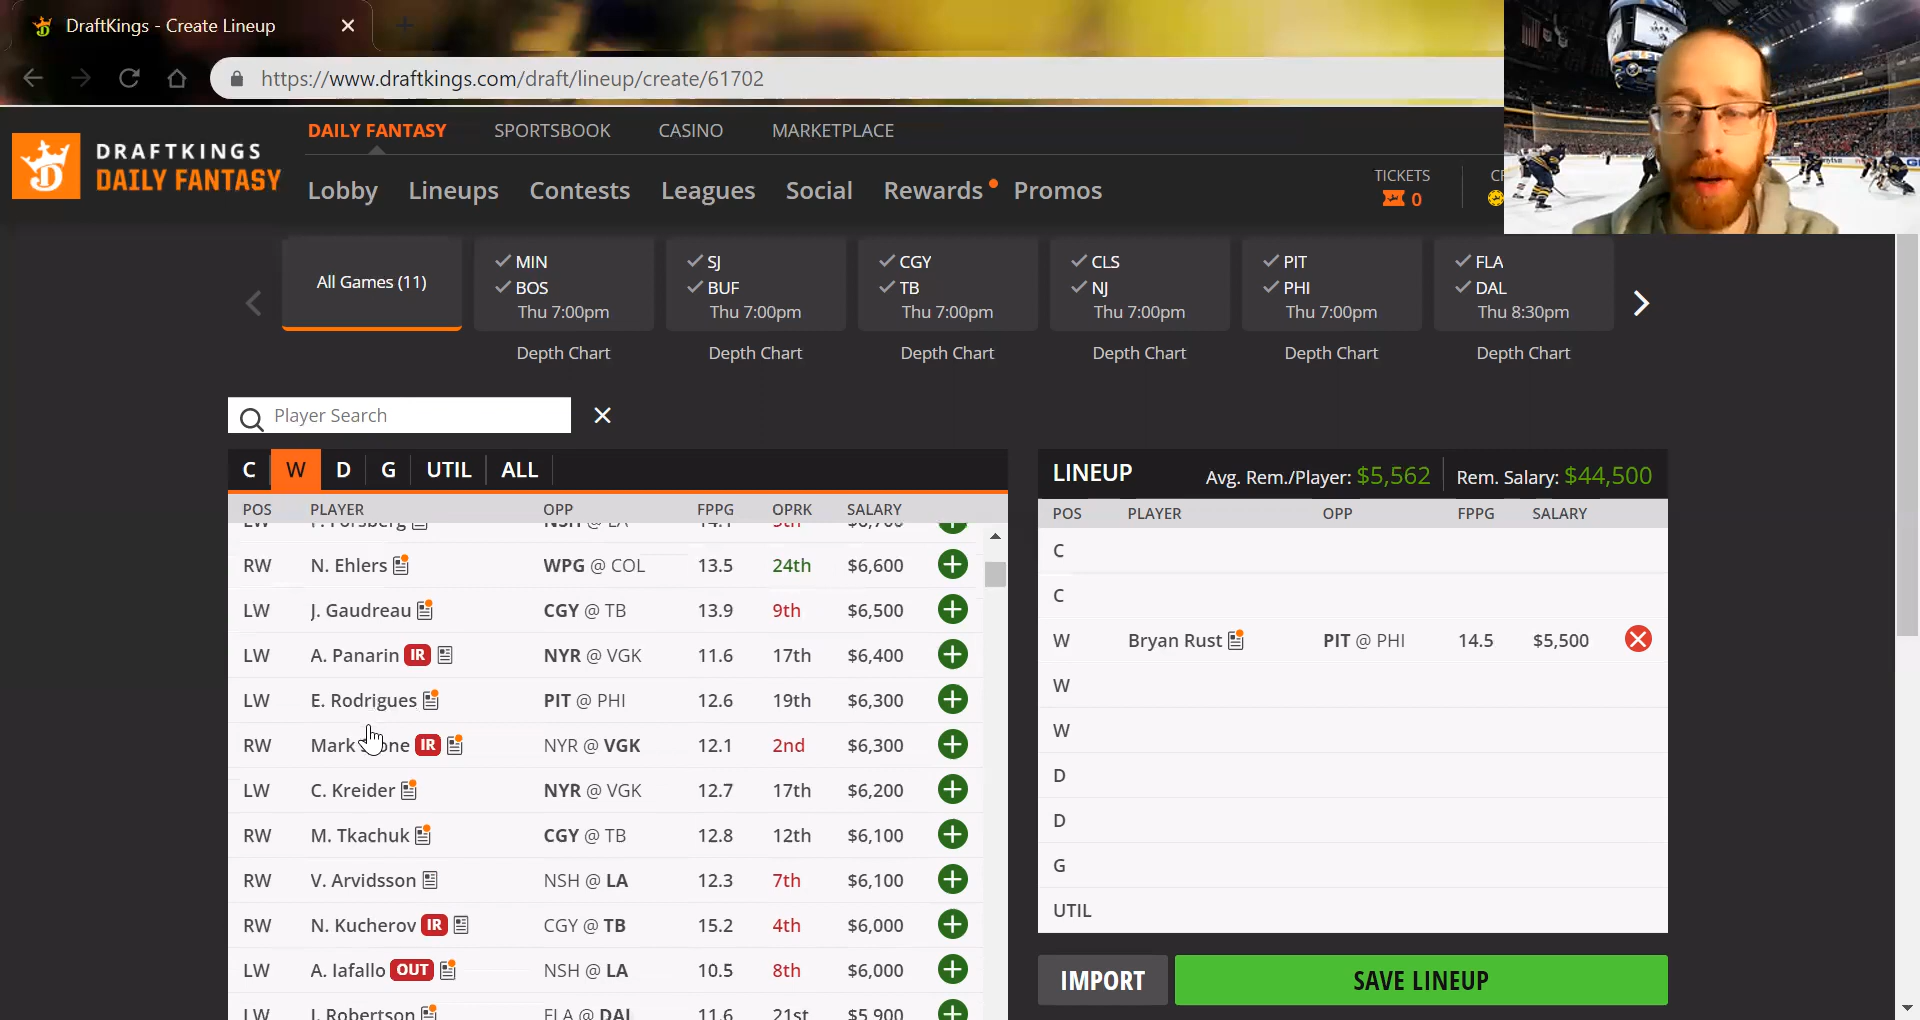 DraftKings - Create Lineup
https://www.draftkings.com/draft/lineup/create/61702
DAILY FANTASY SPORTSBOOK CASINO MARKETPLACE
DRAFTKINGS
DAILY FANTASY
Lobby Lineups Contests Leagues Social Rewards Promos
TICKETS
0
All Games (11)
MIN
BOS
Thu 7:00pm
SJ
BUF
Thu 7:00pm
CGY
TB
Thu 7:00pm
CLS
NJ
Thu 7:00pm
PIT
PHI
Thu 7:00pm
FLA
DAL
Thu 8:30pm
Depth Chart Depth Chart Depth Chart Depth Chart Depth Chart Depth Chart
Player Search
C W D G UTIL ALL
POS PLAYER OPP FPPG OPRK SALARY
RW N. Ehlers WPG @ COL 13.5 24th $6,600
LW J. Gaudreau CGY @ TB 13.9 9th $6,500
LW A. Panarin IR NYR @ VGK 11.6 17th $6,400
LW E. Rodrigues PIT @ PHI 12.6 19th $6,300
RW Mark IR NYR @ VGK 12.1 2nd $6,300
LW C. Kreider NYR @ VGK 12.7 17th $6,200
RW M. Tkachuk CGY @ TB 12.8 12th $6,100
RW V. Arvidsson NSH @ LA 12.3 7th $6,100
RW N. Kucherov IR CGY @ TB 15.2 4th $6,000
LW A. Iafallo OUT NSH @ LA 10.5 8th $6,000
LW J. Robertson FLA @ DAL 11.6 21st $5,900
LINEUP Avg. Rem./Player: $5,562 Rem. Salary: $44,500
POS PLAYER OPP FPPG SALARY
C
C
W Bryan Rust PIT @ PHI 14.5 $5,500
W
W
D
D
G
UTIL
IMPORT SAVE LINEUP